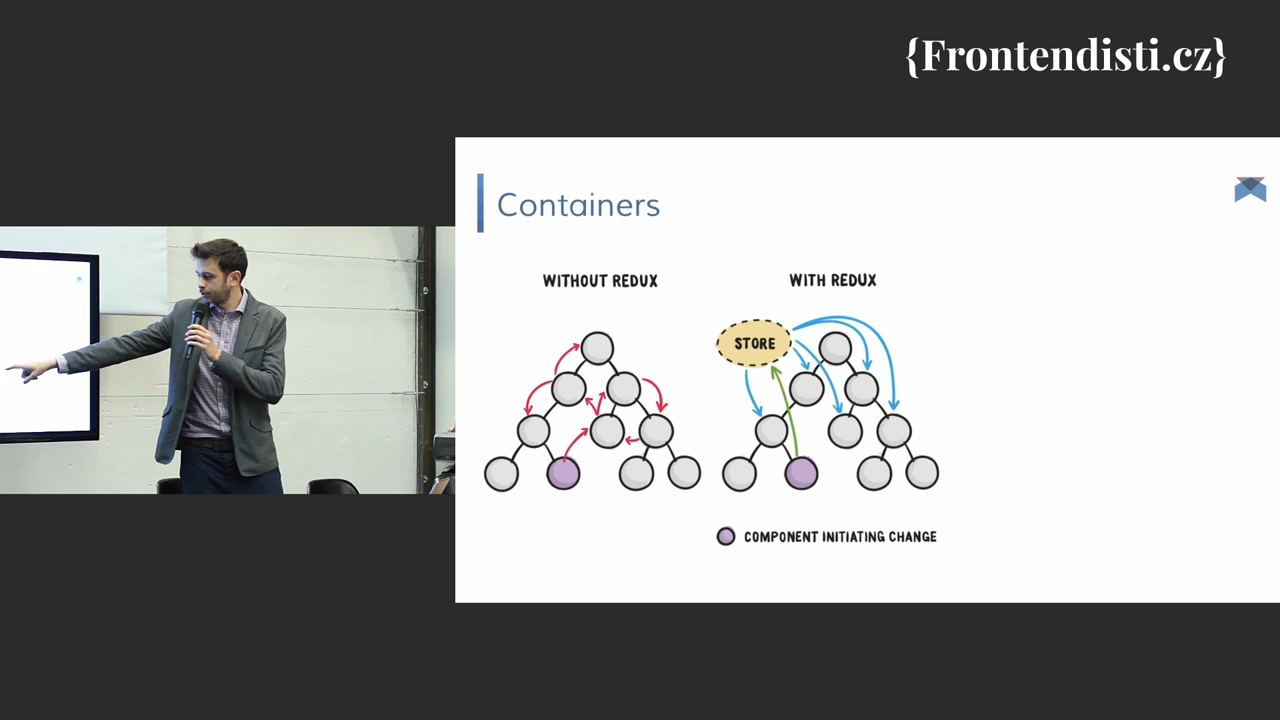 {Frontendisti.cz}
Containers
WITHOUT REDUX
WITH REDUX
STORE
COMPONENT INITIATING CHANGE